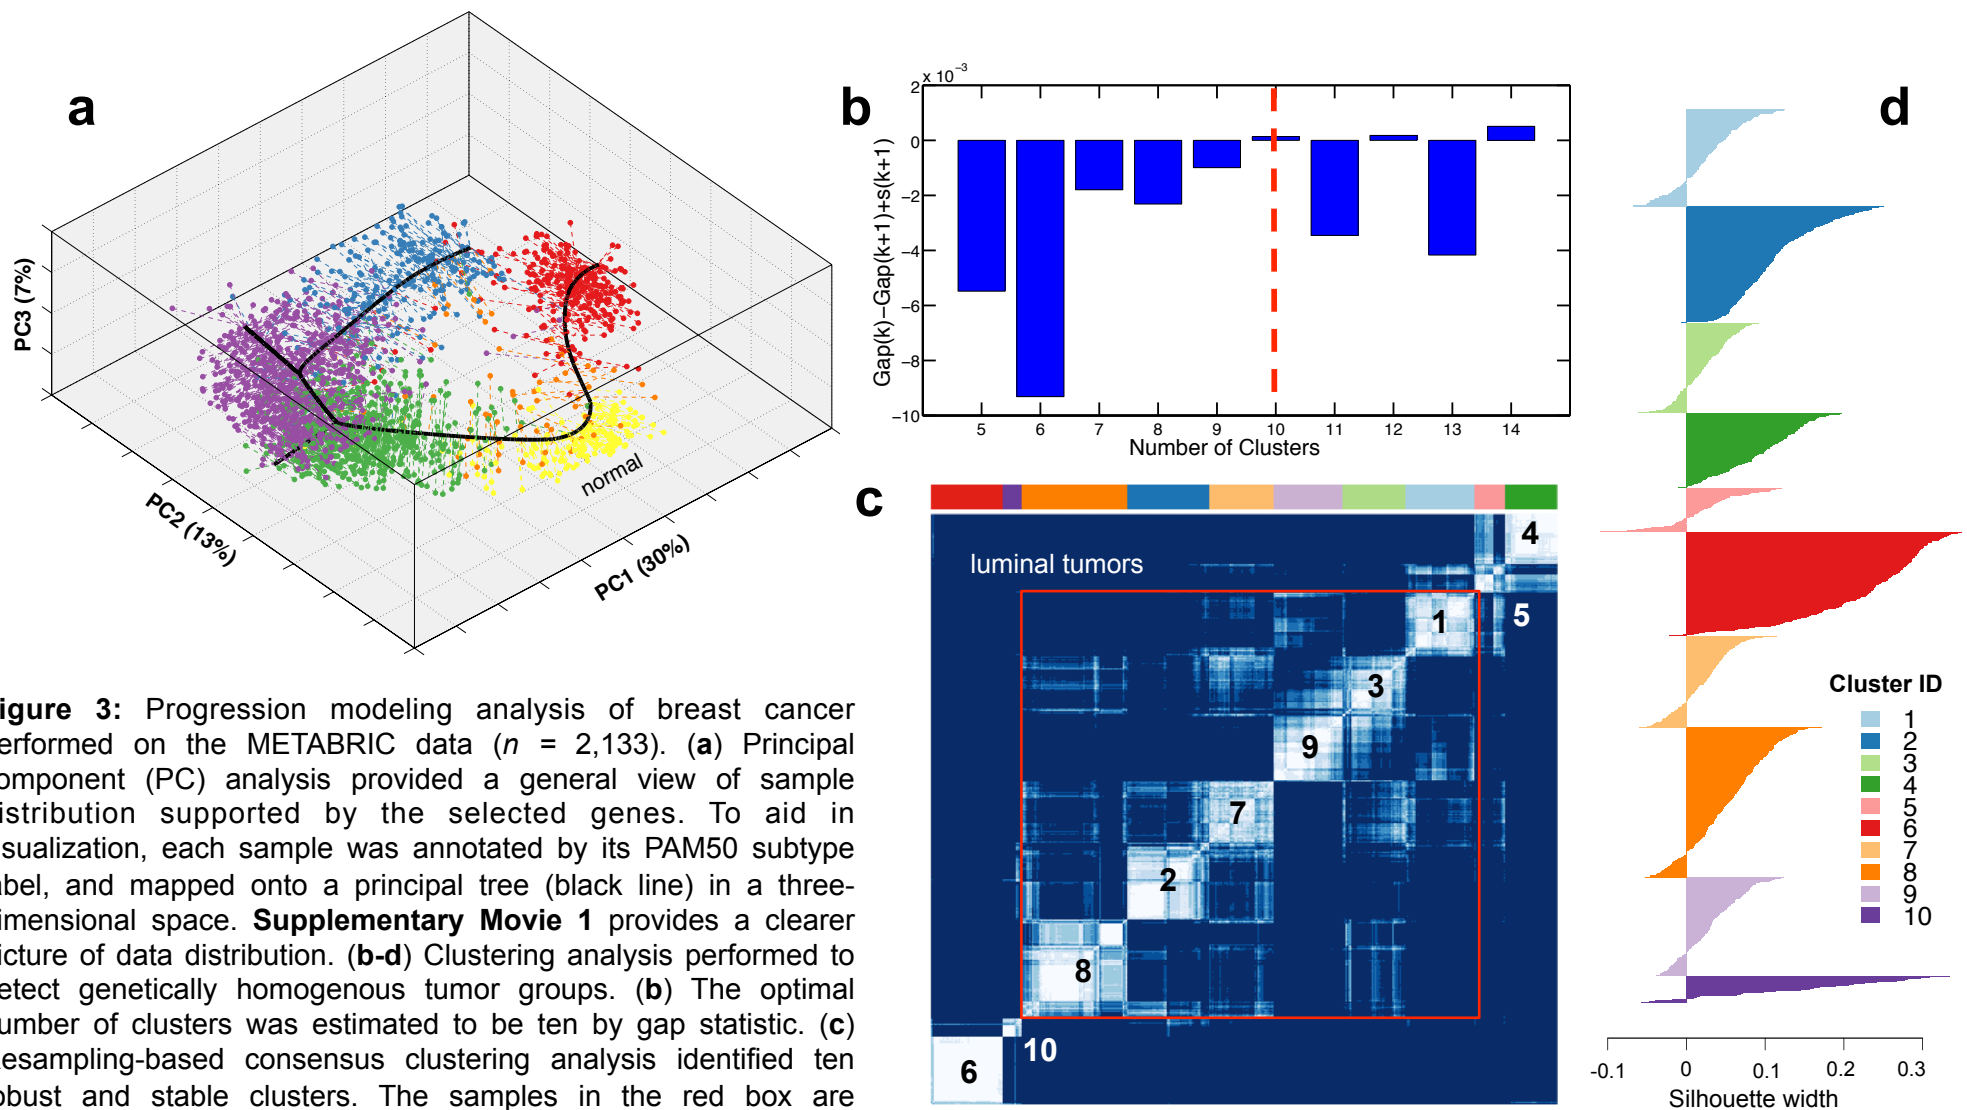 a
PC3 (7%)
PC2 (13%)
PC1 (30%)
normal
b
x 10^-3
2
0
−2
−4
−6
−8
−10
Gap(k)−Gap(k+1)+s(k+1)
5 6 7 8 9 10 11 12 13 14
Number of Clusters
c
luminal tumors
4
5
1
3
9
7
2
8
10
6
d
Cluster ID
1
2
3
4
5
6
7
8
9
10
-0.1 0 0.1 0.2 0.3
Silhouette width
igure 3: Progression modeling analysis of breast cancer
erformed on the METABRIC data (n = 2,133). (a) Principal
omponent (PC) analysis provided a general view of sample
istribution supported by the selected genes. To aid in
isualization, each sample was annotated by its PAM50 subtype
abel, and mapped onto a principal tree (black line) in a three-
imensional space. Supplementary Movie 1 provides a clearer
icture of data distribution. (b-d) Clustering analysis performed to
etect genetically homogenous tumor groups. (b) The optimal
umber of clusters was estimated to be ten by gap statistic. (c)
esampling-based consensus clustering analysis identified ten
obust and stable clusters. The samples in the red box are